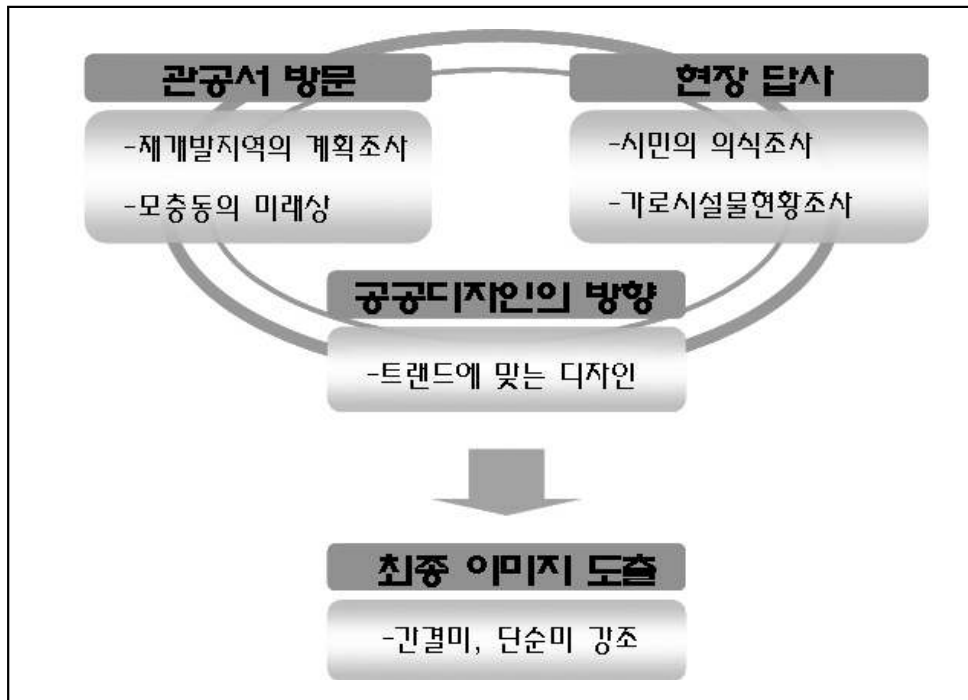 관공서 방문
-재개발지역의 계획조사
-모충동의 미래상
현장 답사
-시민의 의식조사
-가로시설물현황조사
공공디자인의 방향
-트랜드에 맞는 디자인
최종 이미지 도출
-간결미, 단순미 강조